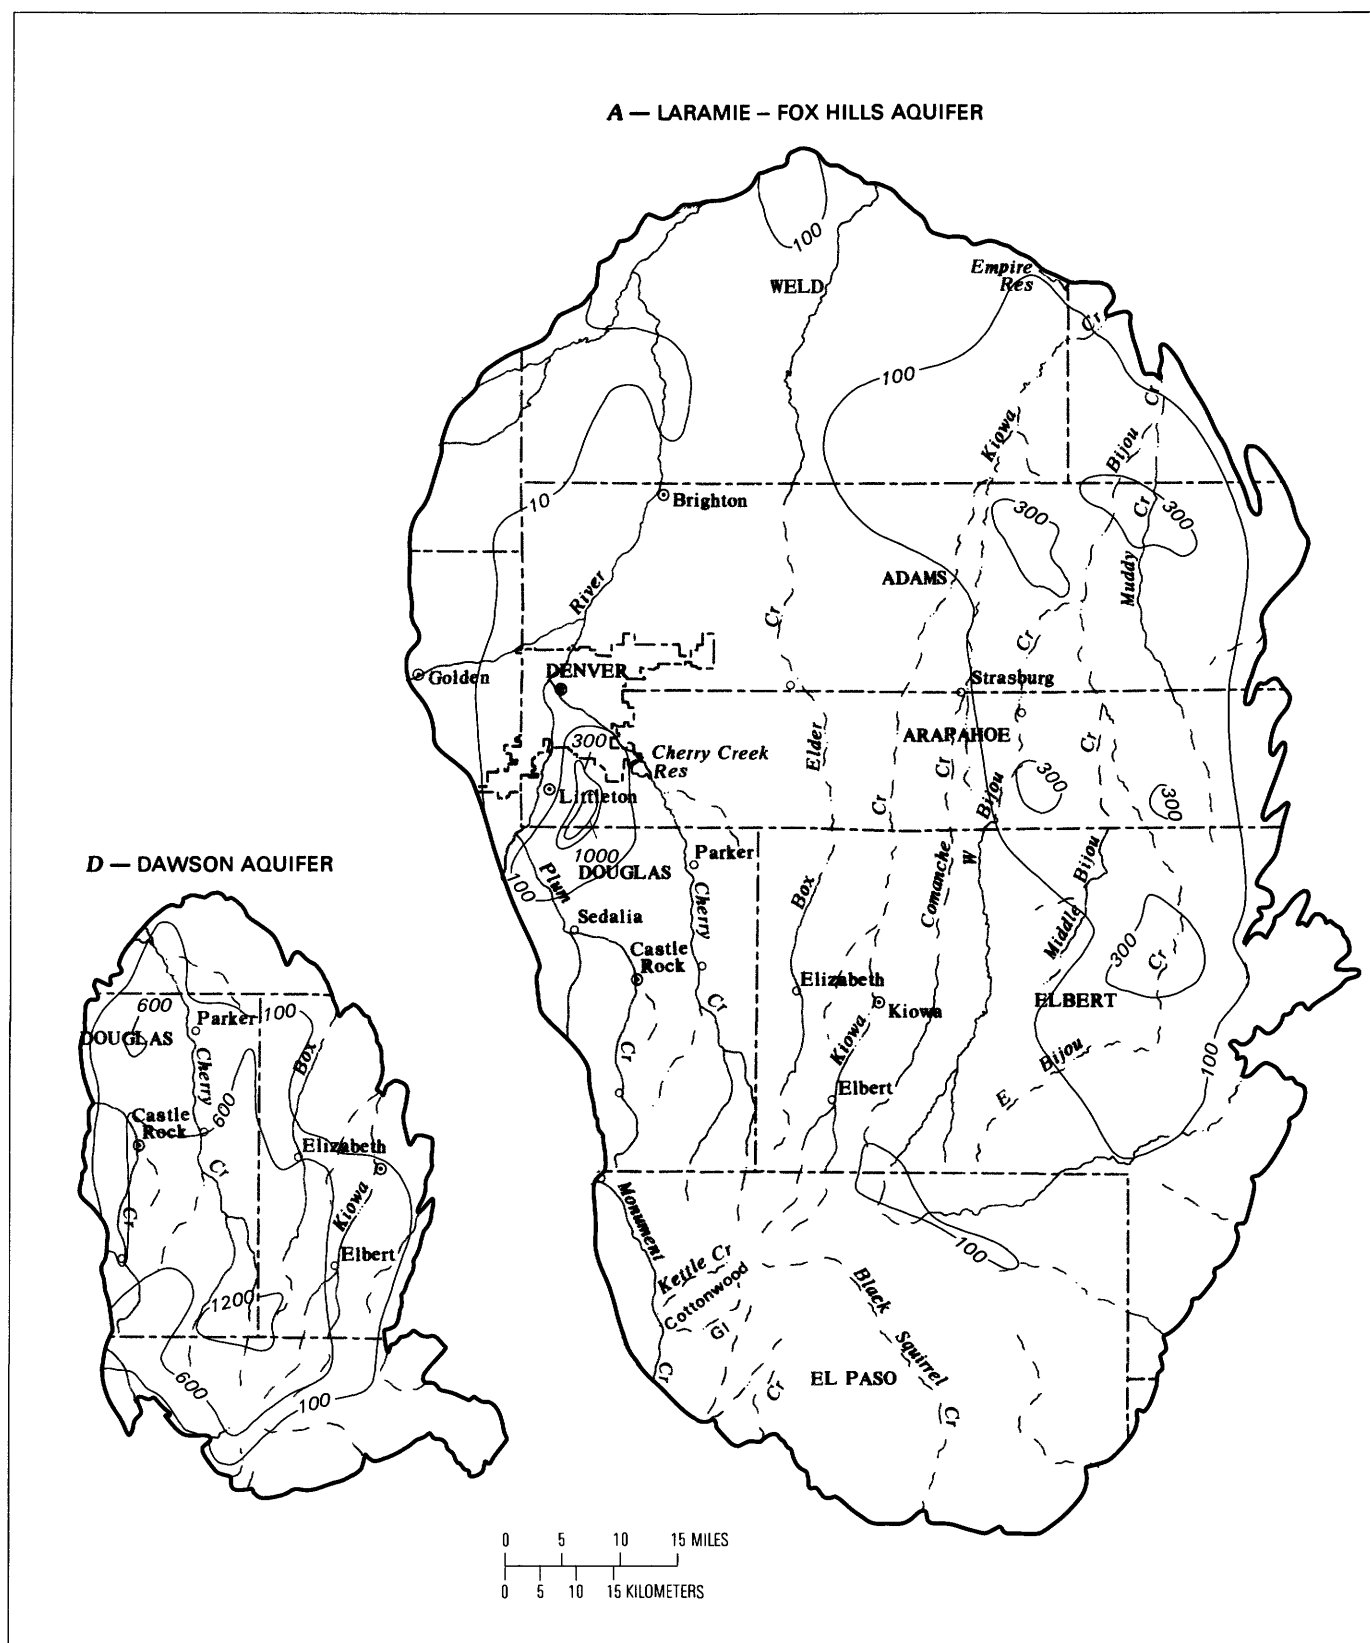 A — LARAMIE – FOX HILLS AQUIFER
100
WELD
Empire
Res
Cr
100
Cr
Kiowa
Bijou
10
Brighton
300
Cr
300
ADAMS
Muddy
River
Cr
Cr
Golden
DENVER
Strasburg
300
Cherry Creek
Res
Elder
ARAPAHOE
Cr
Cr
300
300
Littleton
Cr
Bijou
1000
DOUGLAS
Parker
100
Plum
Cherry
Box
Comanche
W
Middle Bijou
Sedalia
Castle
Rock
300
Cr
Elizabeth
Cr
Kiowa
ELBERT
Kiowa
Cr
Bijou
100
Elbert
E
Monument
Kettle Cr
100
Cottonwood
Gl
Black
Squirrel
Cr
Cr
EL PASO
Cr
D — DAWSON AQUIFER
600
Parker
100
DOUGLAS
Cherry
Box
600
Castle
Rock
Elizabeth
Cr
Cr
Kiowa
Elbert
1200
600
100
0 5 10 15 MILES
0 5 10 15 KILOMETERS